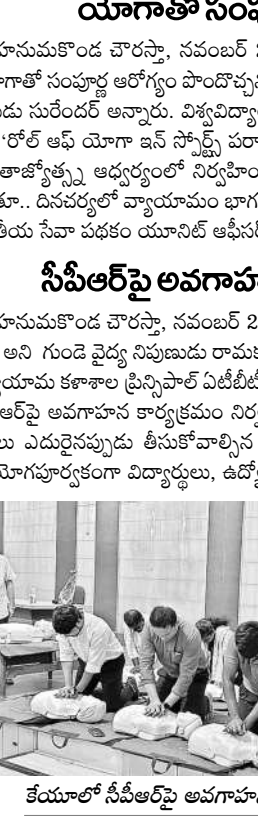 యోగాతో సంపూ
హనుమకొండ చౌరస్తా, నవంబర్ 2
గాతో సంపూర్ణ ఆరోగ్యం పొందొచ్చన
డు సురేందర్ అన్నారు. విశ్వవిద్యా
‘రోల్ ఆఫ్ యోగా ఇన్ స్పోర్ట్స్ పరా
తాజ్యోత్స్న ఆధ్వర్యంలో నిర్వహిం
తూ.. దినచర్యలో వ్యాయామం భాగ
తీయ సేవా పథకం యూనిట్ ఆఫీసర్
సీపీఆర్‌పై అవగాహ
హనుమకొండ చౌరస్తా, నవంబర్ 2
అని గుండె వైద్య నిపుణుడు రామక
యామ కళాశాల ప్రిన్సిపాల్ ఏటీబీటీ
ఆర్‌పై అవగాహన కార్యక్రమం నిర్వ
లు ఎదురైనప్పుడు తీసుకోవాల్సిన
యోగపూర్వకంగా విద్యార్థులు, ఉద్యో
కేయూలో సీపీఆర్‌పై అవగాహన